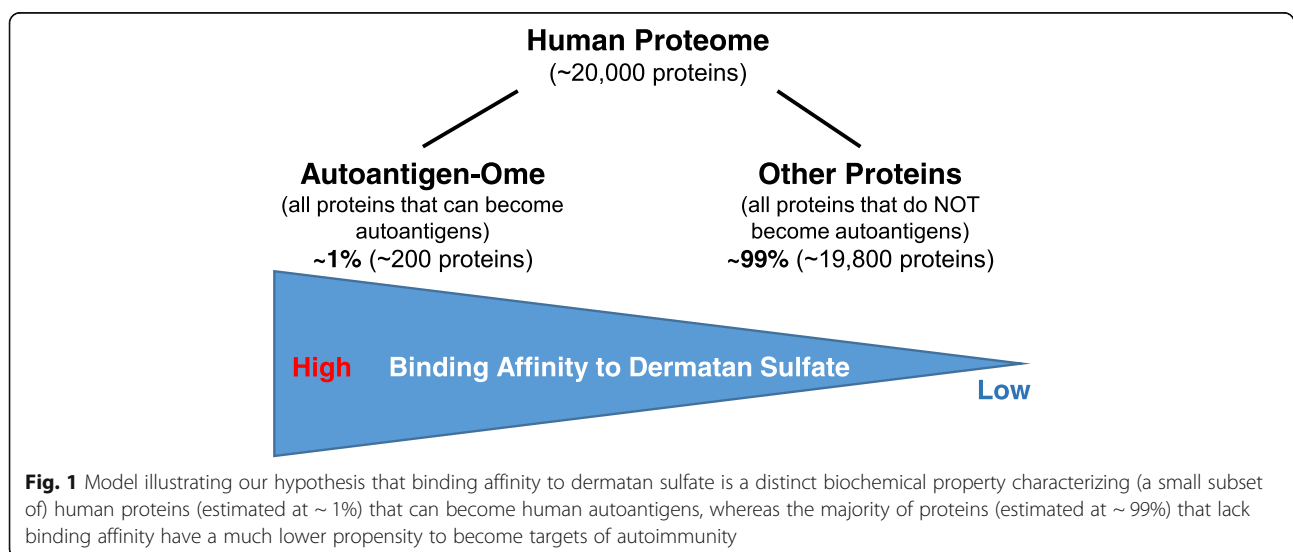 Human Proteome
(~20,000 proteins)
Autoantigen-Ome
(all proteins that can become
autoantigens)
~1% (~200 proteins)
Other Proteins
(all proteins that do NOT
become autoantigens)
~99% (~19,800 proteins)
High
Binding Affinity to Dermatan Sulfate
Low
Fig. 1 Model illustrating our hypothesis that binding affinity to dermatan sulfate is a distinct biochemical property characterizing (a small subset
of) human proteins (estimated at ~ 1%) that can become human autoantigens, whereas the majority of proteins (estimated at ~ 99%) that lack
binding affinity have a much lower propensity to become targets of autoimmunity